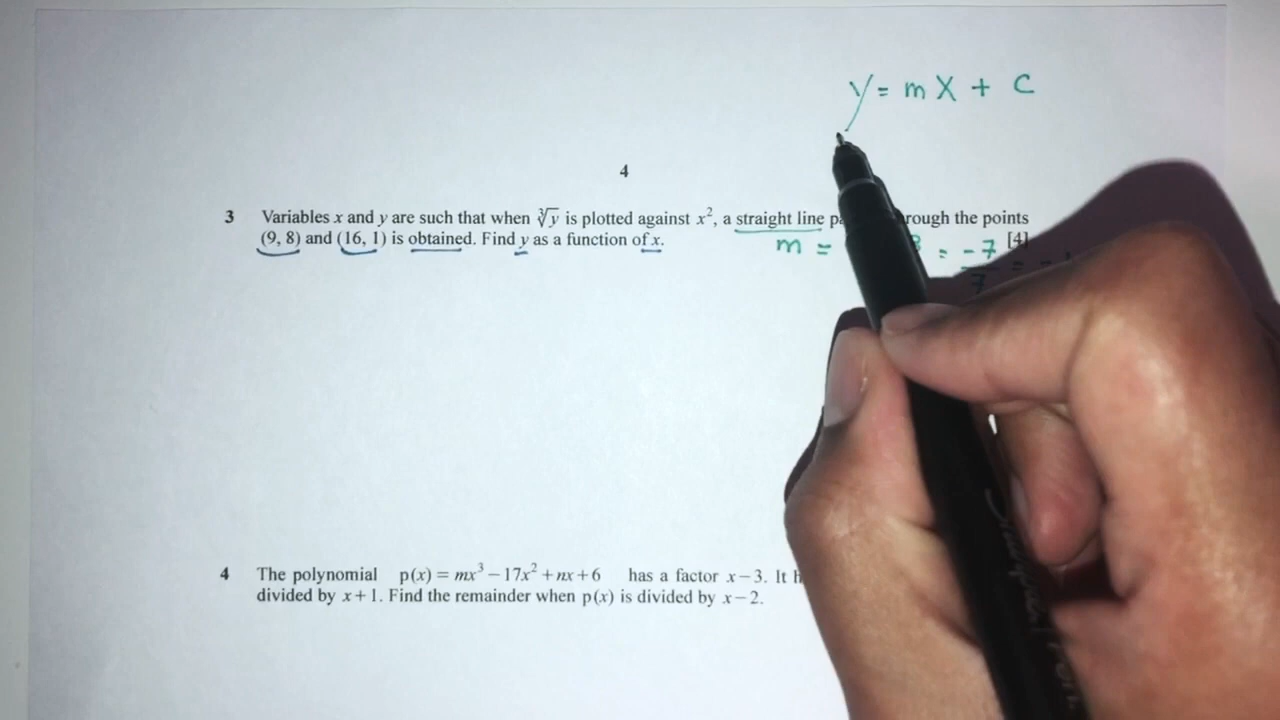 y = m X + c
4
3 Variables x and y are such that when ∛y is plotted against x², a straight line rough the points
(9, 8) and (16, 1) is obtained. Find y as a function of x. [4]
m = = -7/7 = -
4 The polynomial p(x) = mx³ − 17x² + nx + 6 has a factor x − 3. It
divided by x + 1. Find the remainder when p(x) is divided by x − 2.